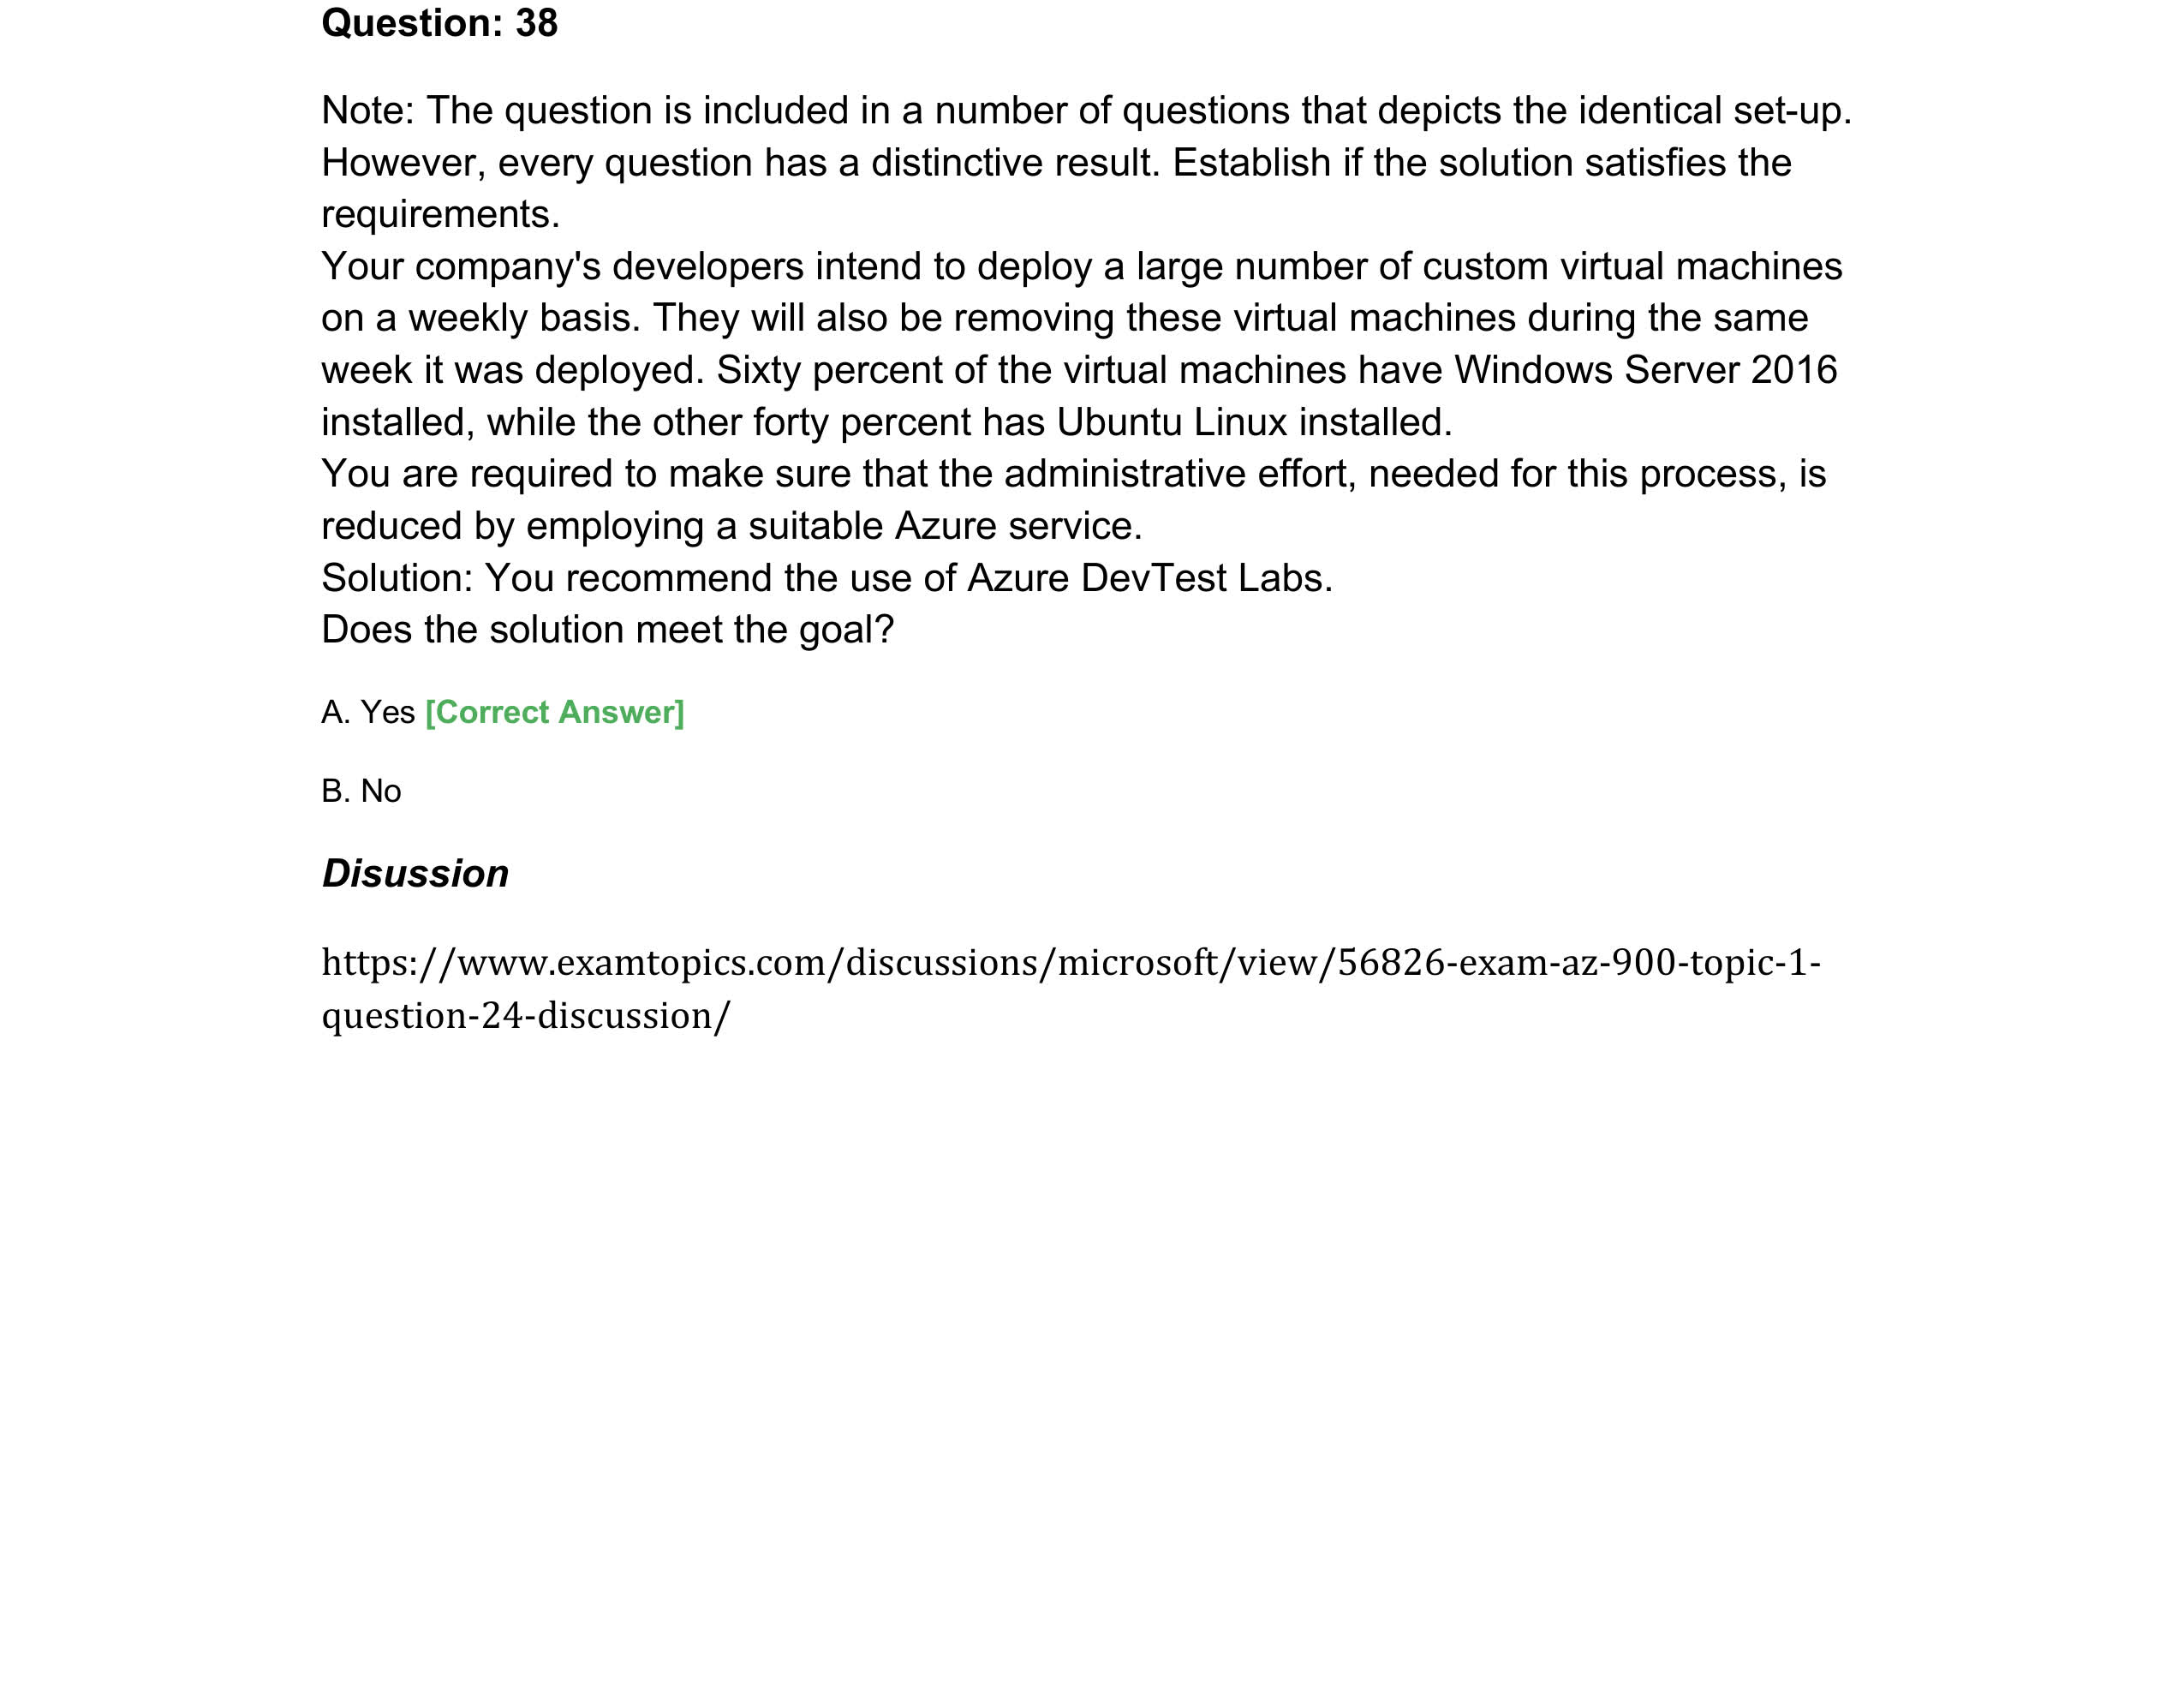 Question: 38
Note: The question is included in a number of questions that depicts the identical set-up.
However, every question has a distinctive result. Establish if the solution satisfies the
requirements.
Your company's developers intend to deploy a large number of custom virtual machines
on a weekly basis. They will also be removing these virtual machines during the same
week it was deployed. Sixty percent of the virtual machines have Windows Server 2016
installed, while the other forty percent has Ubuntu Linux installed.
You are required to make sure that the administrative effort, needed for this process, is
reduced by employing a suitable Azure service.
Solution: You recommend the use of Azure DevTest Labs.
Does the solution meet the goal?
A. Yes [Correct Answer]
B. No
Disussion
https://www.examtopics.com/discussions/microsoft/view/56826-exam-az-900-topic-1-
question-24-discussion/